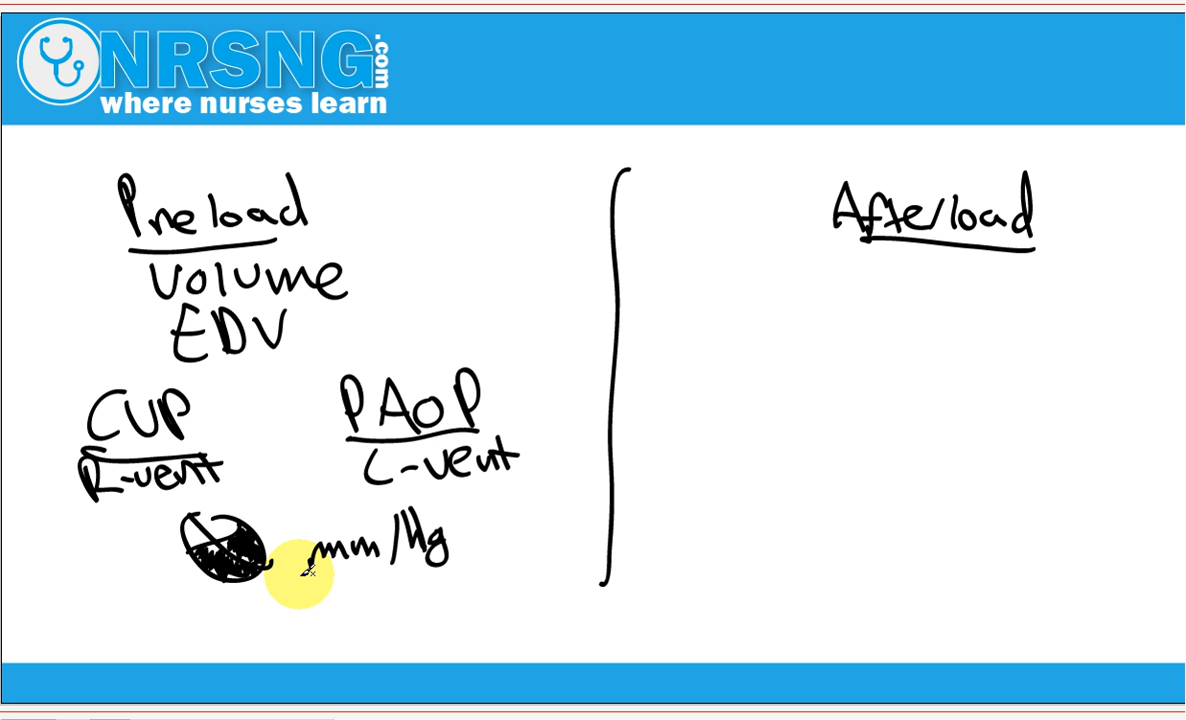 NRSNG.com
where nurses learn
Preload
Volume
EDV
CVP
R-vent
PAOP
L-vent
mm/Hg
Afterload